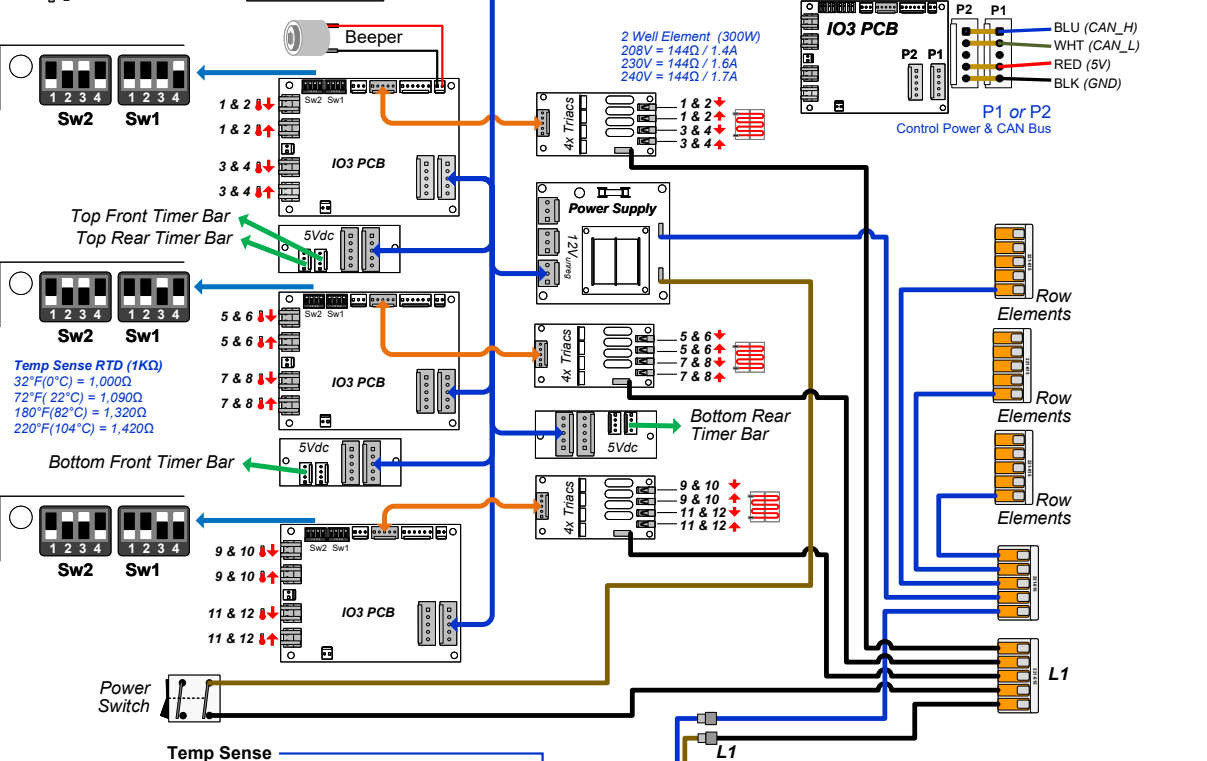 Beeper
2 Well Element  (300W)
208V = 144Ω / 1.4A
230V = 144Ω / 1.6A
240V = 144Ω / 1.7A
IO3 PCB
P2 P1
P2 P1
BLU (CAN_H)
WHT (CAN_L)
RED (5V)
BLK (GND)
P1 or P2
Control Power & CAN Bus
1 2 3 4 1 2 3 4
Sw2 Sw1
Sw2 Sw1
1 & 2
1 & 2
3 & 4
3 & 4
IO3 PCB
4x Triacs
1 & 2
1 & 2
3 & 4
3 & 4
Top Front Timer Bar
Top Rear Timer Bar
5Vdc
Power Supply
12V unreg
1 2 3 4 1 2 3 4
Sw2 Sw1
Sw2 Sw1
5 & 6
5 & 6
7 & 8
7 & 8
IO3 PCB
4x Triacs
5 & 6
5 & 6
7 & 8
7 & 8
Row
Elements
Row
Elements
Row
Elements
Temp Sense RTD (1KΩ)
32°F(0°C) = 1,000Ω
72°F( 22°C) = 1,090Ω
180°F(82°C) = 1,320Ω
220°F(104°C) = 1,420Ω
Bottom Front Timer Bar
5Vdc
5Vdc
Bottom Rear
Timer Bar
1 2 3 4 1 2 3 4
Sw2 Sw1
Sw2 Sw1
9 & 10
9 & 10
11 & 12
11 & 12
IO3 PCB
4x Triacs
9 & 10
9 & 10
11 & 12
11 & 12
L1
Power
Switch
Temp Sense
L1